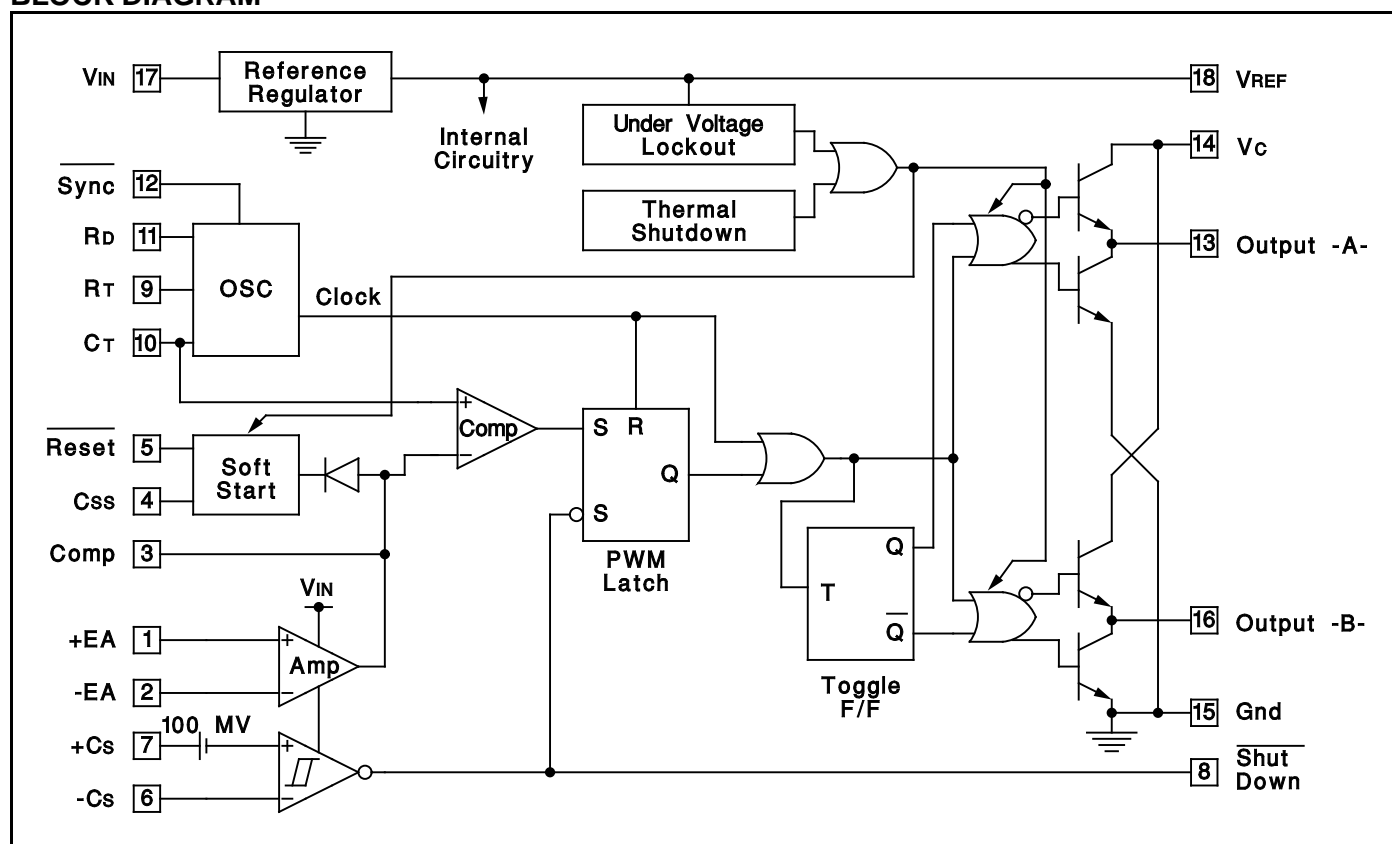 BLOCK DIAGRAM
VIN 17
Reference
Regulator
18 VREF
Internal
Circuitry
Under Voltage
Lockout
14 VC
Sync 12
Thermal
Shutdown
RD 11
13 Output -A-
RT 9
OSC
Clock
CT 10
+
Comp
−
S R
Q
S
PWM
Latch
Reset 5
Soft
Start
Css 4
Comp 3
Q
T
Q
Toggle
F/F
VIN
+EA 1
+
Amp
−
-EA 2
16 Output -B-
15 Gnd
100 MV
+Cs 7
+
−
-Cs 6
8 Shut
Down